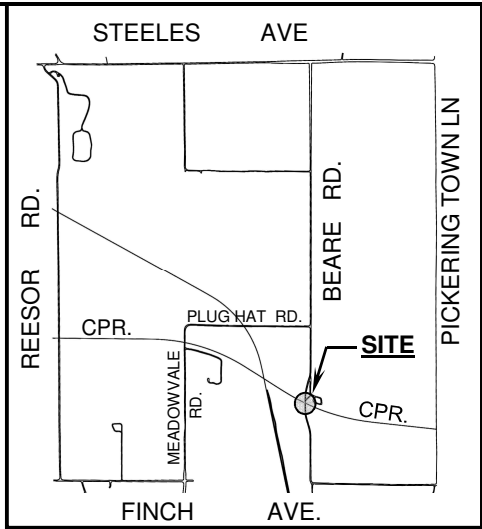 STEELES AVE
REESOR RD.
BEARE RD.
PICKERING TOWN LN
PLUG HAT RD.
CPR.
SITE
MEADOWVALE
RD.
CPR.
FINCH AVE.